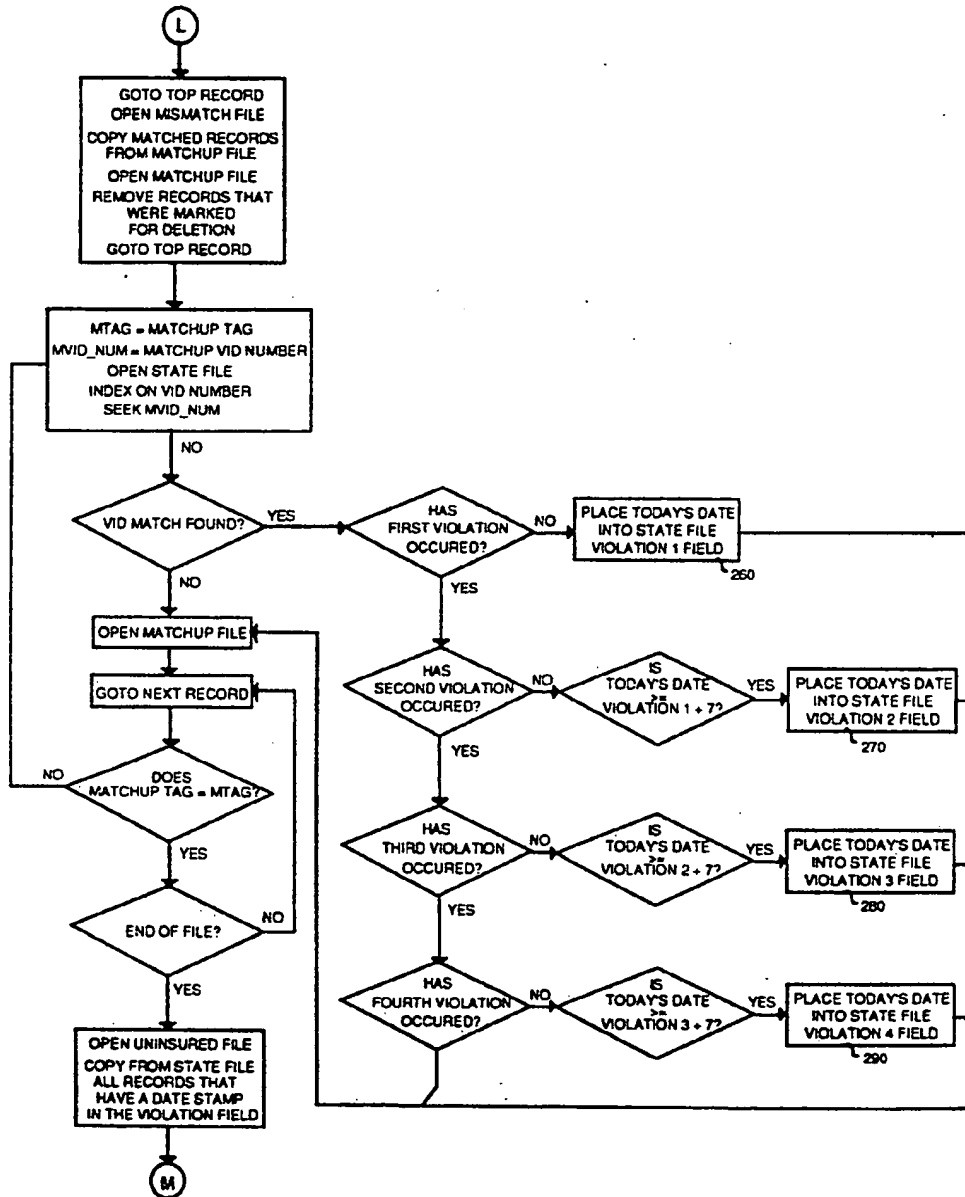 L
GOTO TOP RECORD
OPEN MISMATCH FILE
COPY MATCHED RECORDS
FROM MATCHUP FILE
OPEN MATCHUP FILE
REMOVE RECORDS THAT
WERE MARKED
FOR DELETION
GOTO TOP RECORD
MTAG = MATCHUP TAG
MVID_NUM = MATCHUP VID NUMBER
OPEN STATE FILE
INDEX ON VID NUMBER
SEEK MVID_NUM
NO
VID MATCH FOUND?
YES
HAS
FIRST VIOLATION
OCCURED?
NO
PLACE TODAY'S DATE
INTO STATE FILE
VIOLATION 1 FIELD
260
NO
YES
OPEN MATCHUP FILE
GOTO NEXT RECORD
HAS
SECOND VIOLATION
OCCURED?
NO
IS
TODAY'S DATE
>=
VIOLATION 1 + 7?
YES
PLACE TODAY'S DATE
INTO STATE FILE
VIOLATION 2 FIELD
270
YES
NO
DOES
MATCHUP TAG = MTAG?
YES
HAS
THIRD VIOLATION
OCCURED?
NO
IS
TODAY'S DATE
>=
VIOLATION 2 + 7?
YES
PLACE TODAY'S DATE
INTO STATE FILE
VIOLATION 3 FIELD
280
YES
END OF FILE?
NO
YES
HAS
FOURTH VIOLATION
OCCURED?
NO
IS
TODAY'S DATE
>=
VIOLATION 3 + 7?
YES
PLACE TODAY'S DATE
INTO STATE FILE
VIOLATION 4 FIELD
290
OPEN UNINSURED FILE
COPY FROM STATE FILE
ALL RECORDS THAT
HAVE A DATE STAMP
IN THE VIOLATION FIELD
M